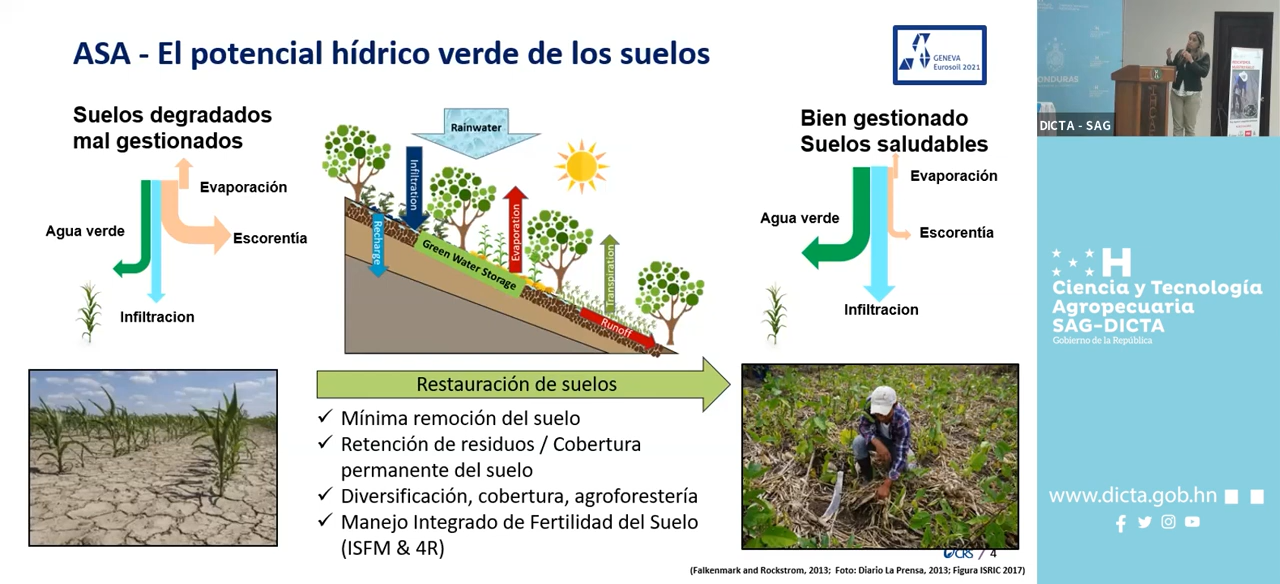 ASA - El potencial hídrico verde de los suelos
GENEVA
Eurosoil 2021
Suelos degradados
mal gestionados
Evaporación
Agua verde
Escorentía
Infiltracion
Rainwater
Infiltration
Recharge
Green Water Storage
Evaporation
Transpiration
Runoff
Bien gestionado
Suelos saludables
Evaporación
Agua verde
Escorentía
Infiltracion
Restauración de suelos
✓ Mínima remoción del suelo
✓ Retención de residuos / Cobertura
permanente del suelo
✓ Diversificación, cobertura, agroforestería
✓ Manejo Integrado de Fertilidad del Suelo
(ISFM & 4R)
CRS / 4
(Falkenmark and Rockstrom, 2013; Foto: Diario La Prensa, 2013; Figura ISRIC 2017)
DICTA - SAG
H
Ciencia y Tecnología
Agropecuaria
SAG-DICTA
Gobierno de la República
www.dicta.gob.hn